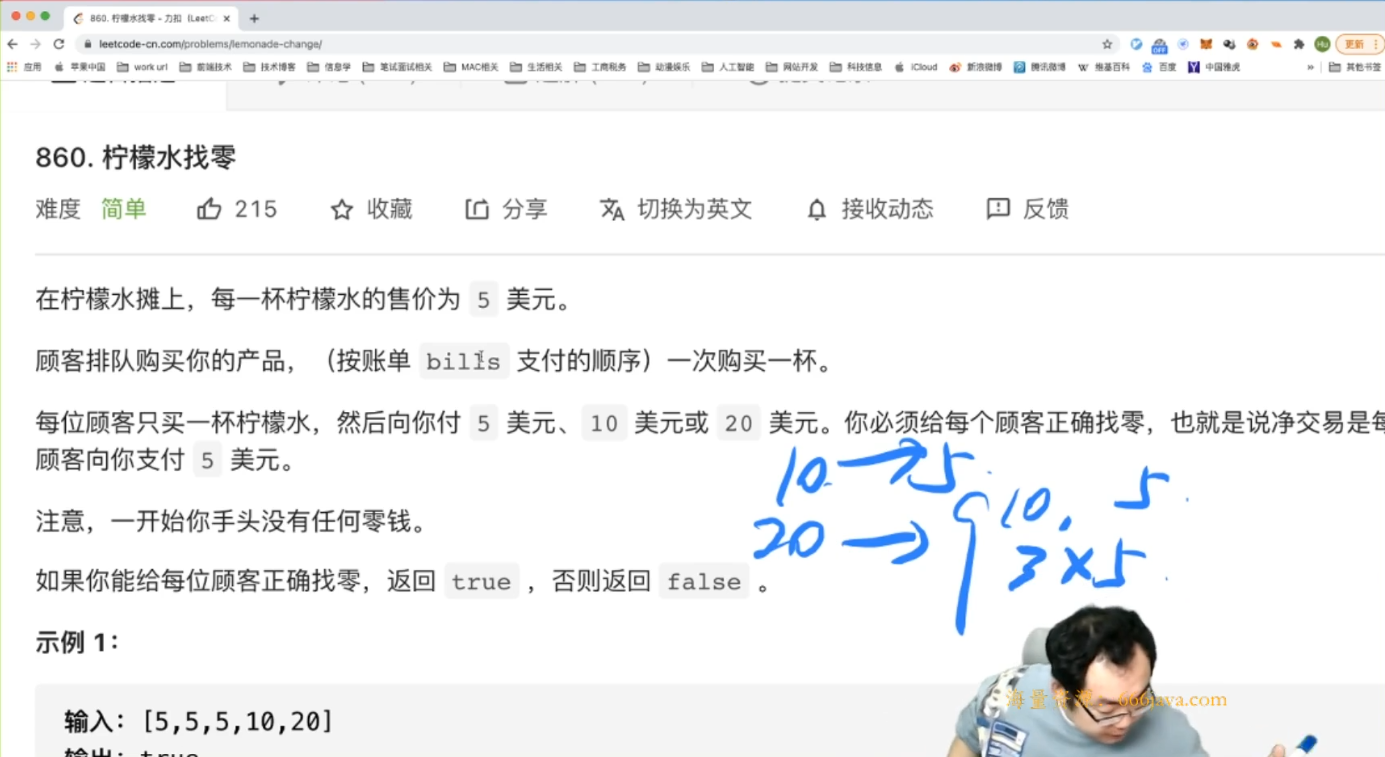 860. 柠檬水找零 - 力扣 (LeetC
leetcode-cn.com/problems/lemonade-change/
OFF
Hu
更新
应用 苹果中国 work url 前端技术 技术博客 信息学 笔试面试相关 MAC相关 生活相关 工商税务 动漫娱乐 人工智能 网站开发 科技信息 iCloud 新浪微博 腾讯微博 维基百科 百度 中国雅虎 » 其他书签
860. 柠檬水找零
难度 简单 215 收藏 分享 切换为英文 接收动态 反馈
在柠檬水摊上，每一杯柠檬水的售价为 5 美元。
顾客排队购买你的产品，（按账单 bills 支付的顺序）一次购买一杯。
每位顾客只买一杯柠檬水，然后向你付 5 美元、10 美元或 20 美元。你必须给每个顾客正确找零，也就是说净交易是每
顾客向你支付 5 美元。
10 → 5
10, 5
20 →
3 x 5
注意，一开始你手头没有任何零钱。
如果你能给每位顾客正确找零，返回 true ，否则返回 false 。
示例 1：
666java.com
输入：[5,5,5,10,20]
输出：true